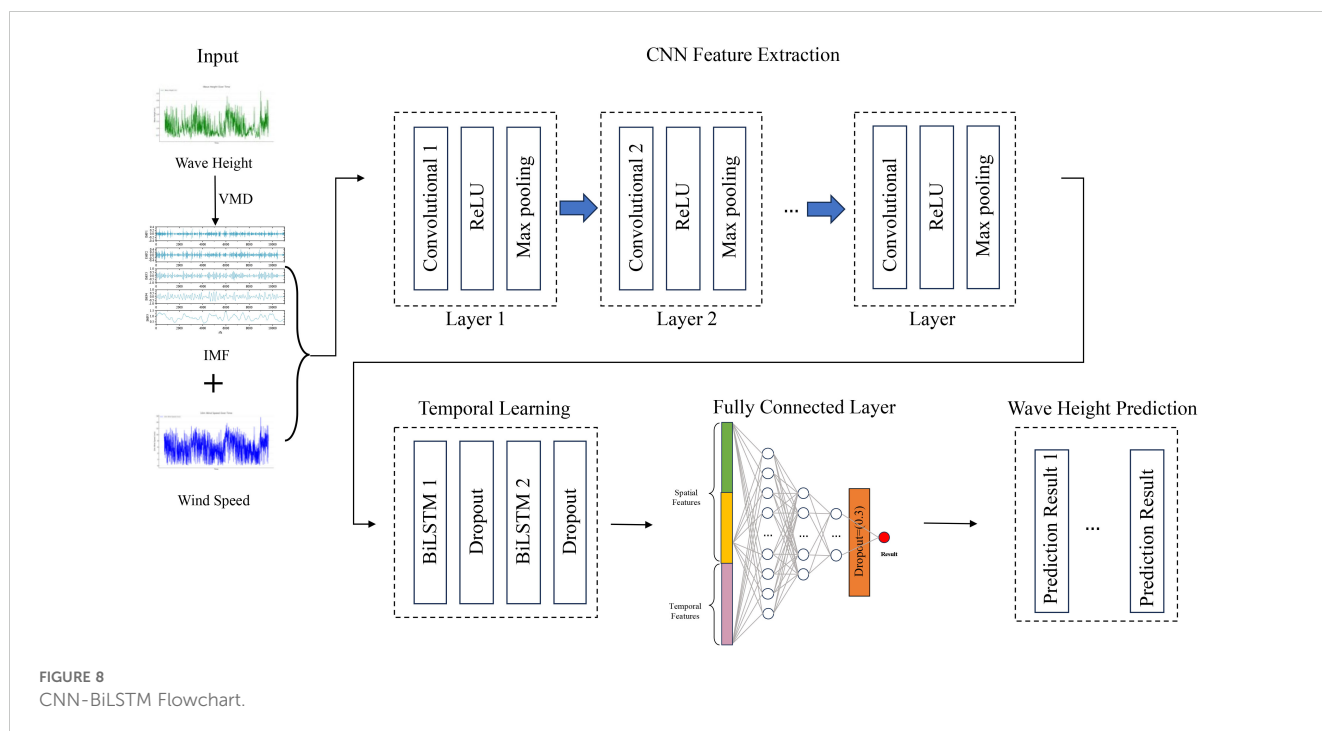 Input
CNN Feature Extraction
Wave Height
VMD
IMF
+
Wind Speed
Convolutional 1
ReLU
Max pooling
Layer 1
Convolutional 2
ReLU
Max pooling
Layer 2
...
Convolutional
ReLU
Max pooling
Layer
Temporal Learning
BiLSTM 1
Dropout
BiLSTM 2
Dropout
Fully Connected Layer
Spatial
Features
Temporal
Features
...
...
...
Dropout=(0.3)
Result
Wave Height Prediction
Prediction Result 1
...
Prediction Result
FIGURE 8
CNN-BiLSTM Flowchart.